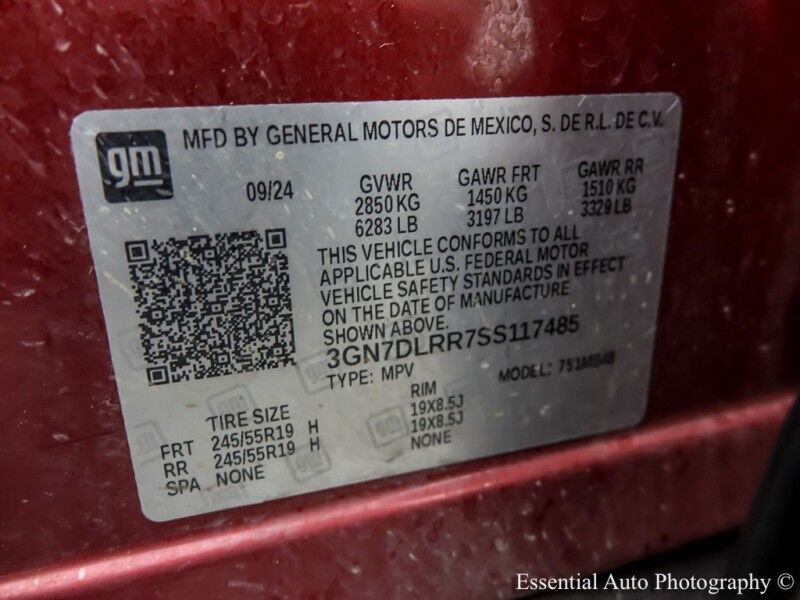 gm
MFD BY GENERAL MOTORS DE MEXICO, S. DE R.L. DE C.V.
09/24
GVWR GAWR FRT GAWR RR
2850 KG 1450 KG 1510 KG
6283 LB 3197 LB 3329 LB
THIS VEHICLE CONFORMS TO ALL
APPLICABLE U.S. FEDERAL MOTOR
VEHICLE SAFETY STANDARDS IN EFFECT
ON THE DATE OF MANUFACTURE
SHOWN ABOVE.
3GN7DLRR7SS117485
TYPE: MPV MODEL: 751MB48
TIRE SIZE RIM
FRT 245/55R19 H 19X8.5J
RR 245/55R19 H 19X8.5J
SPA NONE NONE
Essential Auto Photography ©